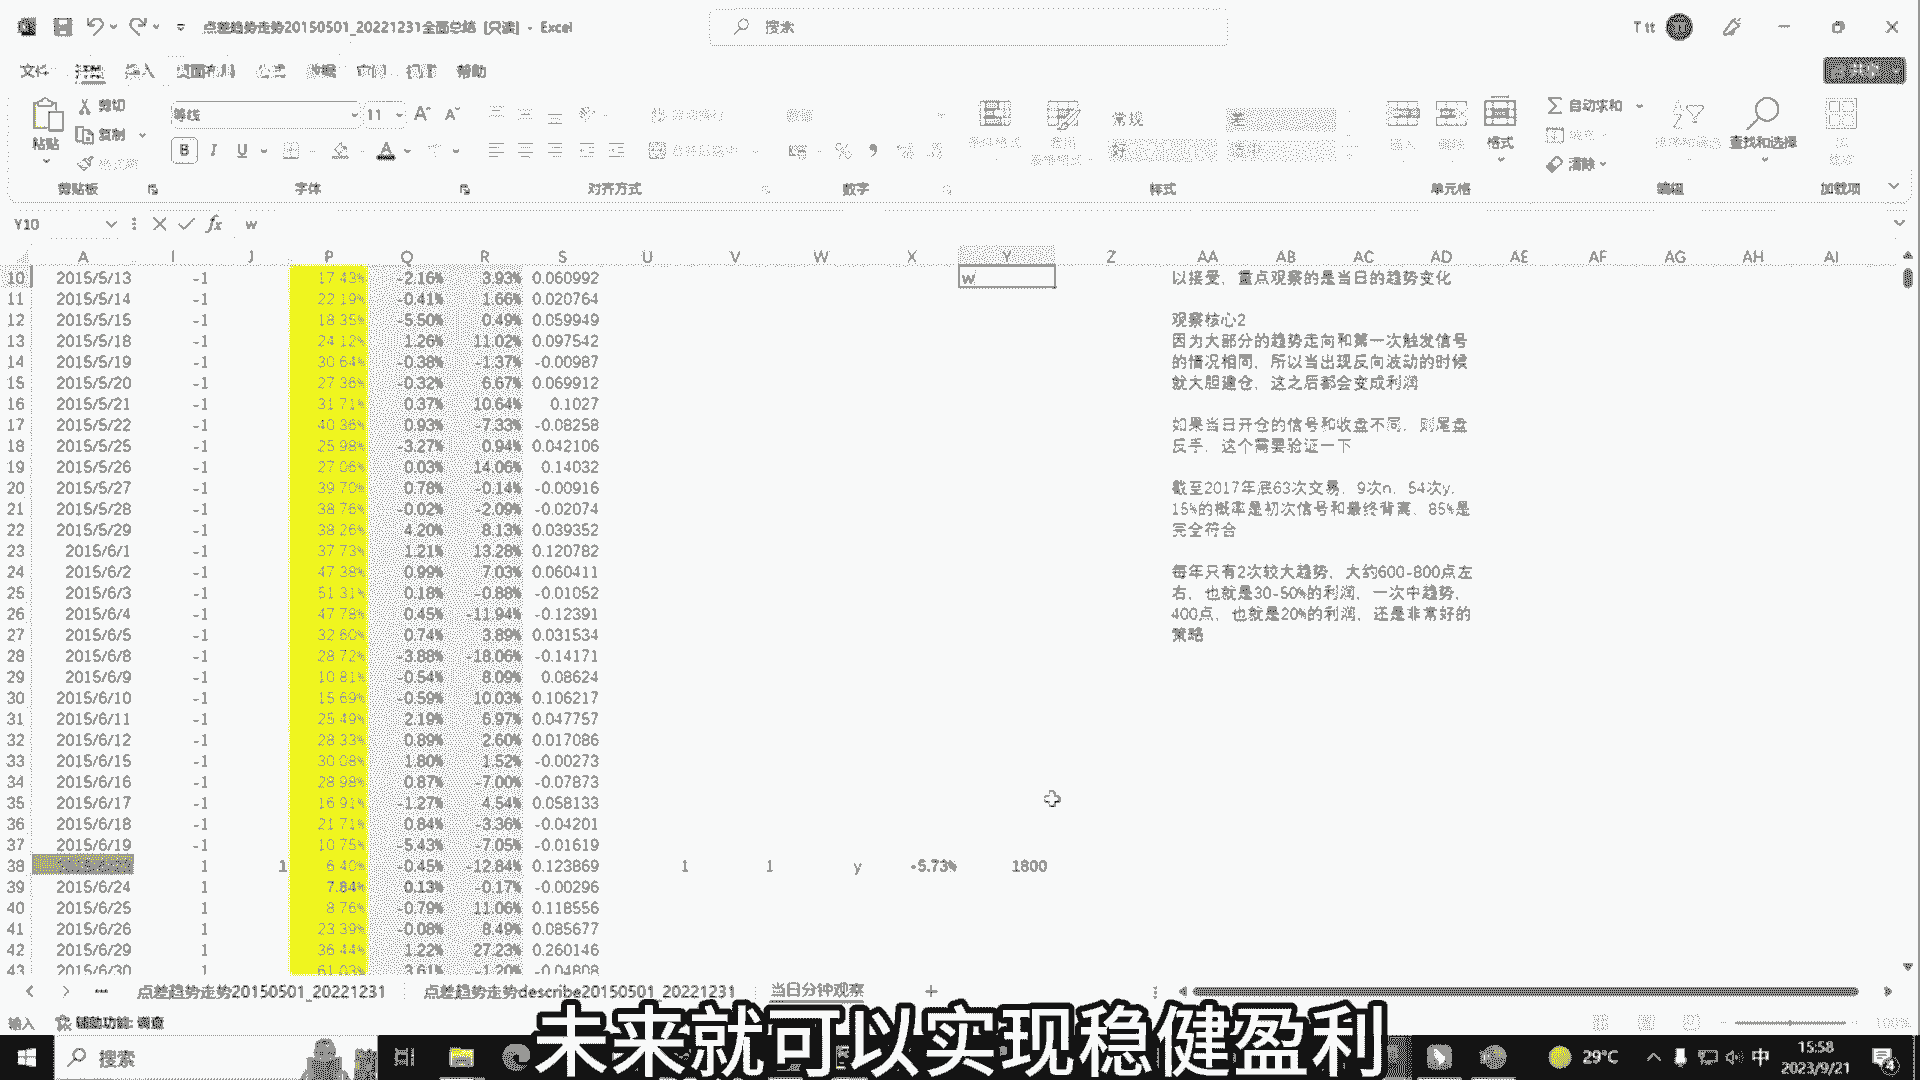 点差趋势走势20150501_20221231全面总结 [只读] - Excel
搜索
T tt
文件 插入 页面布局 公式 数据 审阅 视图 帮助
剪切
复制
粘贴
等线 11
B I U A
常规
差
好
格式
自动求和
清除
查找和选择
剪贴板 字体 对齐方式 数字 样式 单元格 编辑 加载项
Y10 fx w
A I J P Q R S U V W X Y Z AA AB AC AD AE AF AG AH AI
10 2015/5/13 -1 17.43% -2.16% 3.93% 0.060992 w 以接受，重点观察的是当日的趋势变化
11 2015/5/14 -1 22.19% -0.41% 1.66% 0.020764
12 2015/5/15 -1 18.35% -5.50% 0.49% 0.059949 观察核心2
13 2015/5/18 -1 24.12% 1.26% 11.02% 0.097542 因为大部分的趋势走向和第一次触发信号
14 2015/5/19 -1 30.64% -0.38% -1.37% -0.00987 的情况相同，所以当出现反向波动的时候
15 2015/5/20 -1 27.36% -0.32% 6.67% 0.069912 就大胆建仓，这之后都会变成利润
16 2015/5/21 -1 31.71% 0.37% 10.64% 0.1027
17 2015/5/22 -1 40.36% 0.93% -7.33% -0.08258 如果当日开仓的信号和收盘不同，则尾盘
18 2015/5/25 -1 25.98% -3.27% 0.94% 0.042106 反手，这个需要验证一下
19 2015/5/26 -1 27.06% 0.03% 14.06% 0.14032
20 2015/5/27 -1 39.70% 0.78% -0.14% -0.00916 截至2017年底63次交易，9次n，54次y，
21 2015/5/28 -1 38.76% -0.02% -2.09% -0.02074 15%的概率是初次信号和最终背离，85%是
22 2015/5/29 -1 38.26% 4.20% 8.13% 0.039352 完全符合
23 2015/6/1 -1 37.73% 1.21% 13.28% 0.120782
24 2015/6/2 -1 47.38% 0.99% 7.03% 0.060411 每年只有2次较大趋势，大约600-800点左
25 2015/6/3 -1 51.31% 0.18% -0.88% -0.01052 右，也就是30-50%的利润，一次中趋势，
26 2015/6/4 -1 47.78% 0.45% -11.94% -0.12391 400点，也就是20%的利润，还是非常好的
27 2015/6/5 -1 32.60% 0.74% 3.89% 0.031534 策略
28 2015/6/8 -1 28.72% -3.88% -18.06% -0.14171
29 2015/6/9 -1 10.81% -0.54% 8.09% 0.08624
30 2015/6/10 -1 15.69% -0.59% 10.03% 0.106217
31 2015/6/11 -1 25.49% 2.19% 6.97% 0.047757
32 2015/6/12 -1 28.33% 0.89% 2.60% 0.017086
33 2015/6/15 -1 30.08% 1.80% 1.52% -0.00273
34 2015/6/16 -1 28.98% 0.87% -7.00% -0.07873
35 2015/6/17 -1 16.91% -1.27% 4.54% 0.058133
36 2015/6/18 -1 21.71% 0.84% -3.36% -0.04201
37 2015/6/19 -1 10.75% -5.43% -7.05% -0.01619
38 1 1 6.40% -0.45% -12.84% 0.123869 1 1 y -5.73% 1800
39 2015/6/24 1 7.84% 0.13% -0.17% -0.00296
40 2015/6/25 1 8.76% -0.79% 11.06% 0.118556
41 2015/6/26 1 23.39% -0.08% 8.49% 0.085677
42 2015/6/29 1 36.44% 1.22% 27.23% 0.260146
43 2015/6/30 1 61.03% 3.61% -1.20% -0.04808
点差趋势走势20150501_20221231 点差趋势走势describe20150501_20221231 当日分钟观察
输入 辅助功能: 调查
未来就可以实现稳健盈利
搜索
29°C 中
15:58
2023/9/21
4